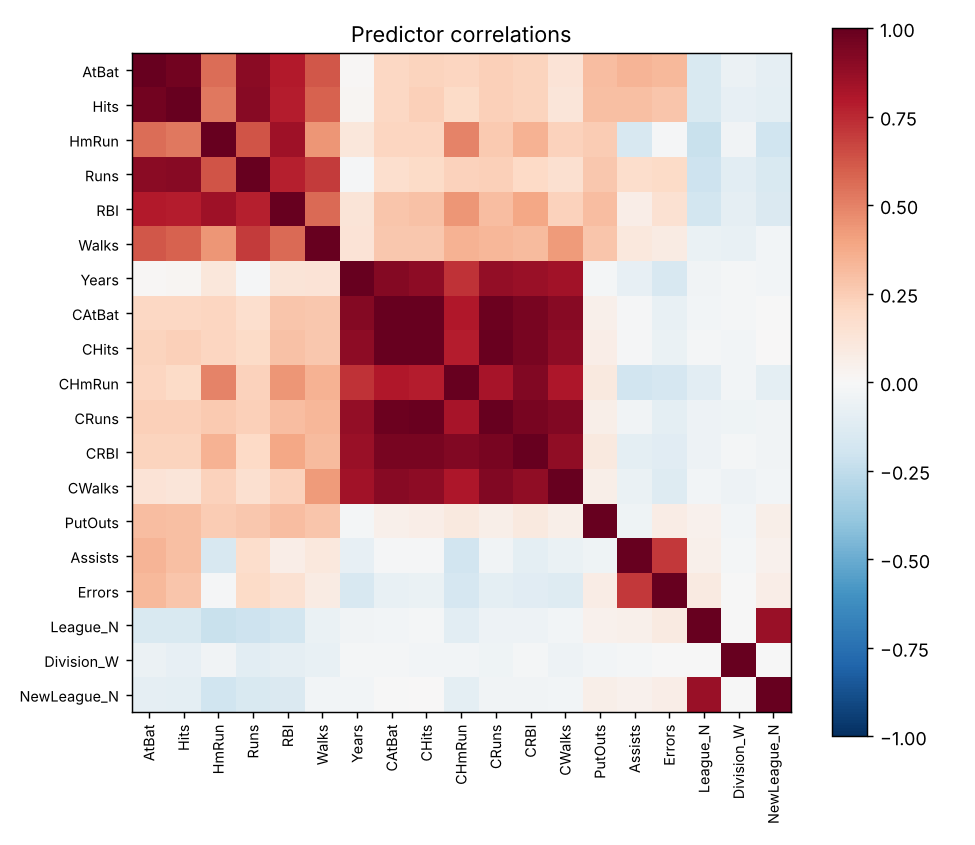 Predictor correlations
AtBat
Hits
HmRun
Runs
RBI
Walks
Years
CAtBat
CHits
CHmRun
CRuns
CRBI
CWalks
PutOuts
Assists
Errors
League_N
Division_W
NewLeague_N
AtBat
Hits
HmRun
Runs
RBI
Walks
Years
CAtBat
CHits
CHmRun
CRuns
CRBI
CWalks
PutOuts
Assists
Errors
League_N
Division_W
NewLeague_N
1.00
0.75
0.50
0.25
0.00
−0.25
−0.50
−0.75
−1.00